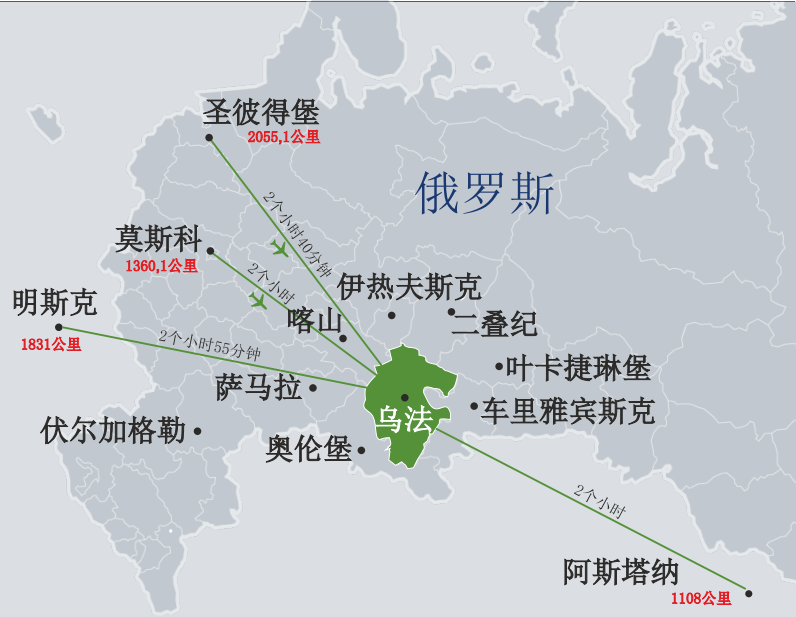 圣彼得堡
2055,1公里
俄罗斯
2个小时40分钟
莫斯科
1360,1公里
2个小时
伊热夫斯克
明斯克
1831公里
喀山
二叠纪
2个小时55分钟
叶卡捷琳堡
萨马拉
车里雅宾斯克
乌法
伏尔加格勒
奥伦堡
2个小时
阿斯塔纳
1108公里